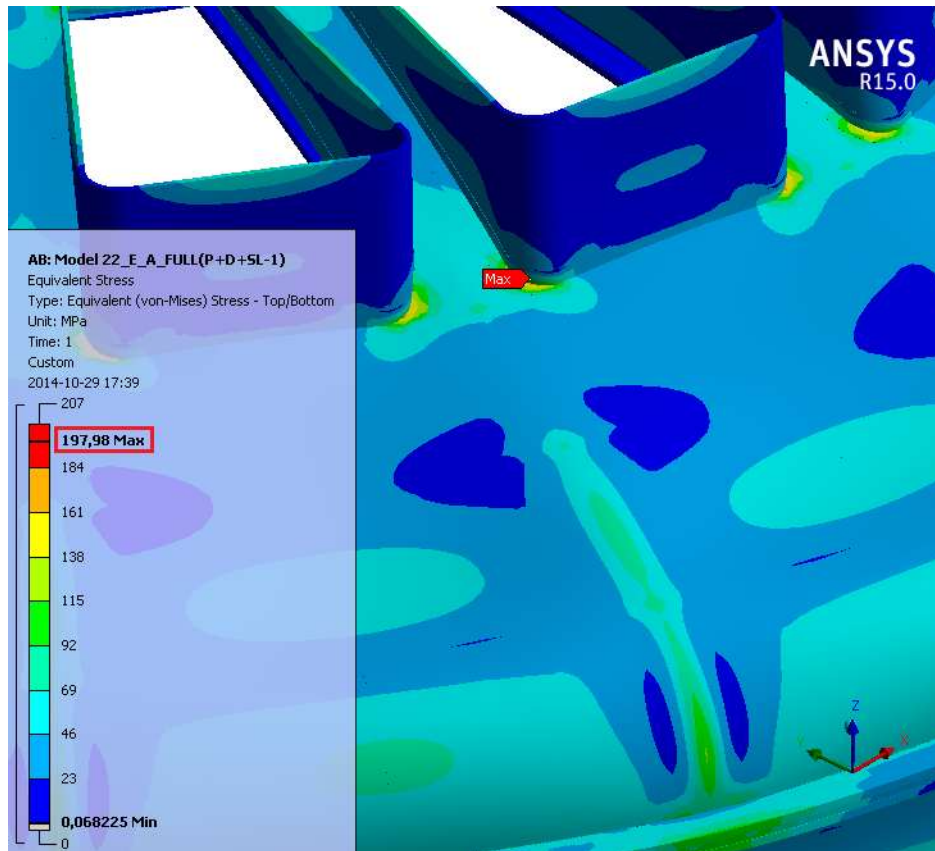 ANSYS
R15.0
Max
AB: Model 22_E_A_FULL(P+D+SL-1)
Equivalent Stress
Type: Equivalent (von-Mises) Stress - Top/Bottom
Unit: MPa
Time: 1
Custom
2014-10-29 17:39
207
197,98 Max
184
161
138
115
92
69
46
23
0,068225 Min
0
Z
Y
X